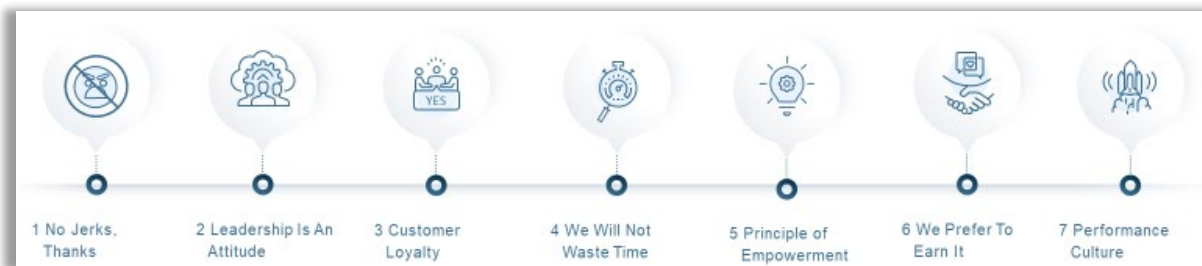 YES
1 No Jerks,
Thanks
2 Leadership Is An
Attitude
3 Customer
Loyalty
4 We Will Not
Waste Time
5 Principle of
Empowerment
6 We Prefer To
Earn It
7 Performance
Culture